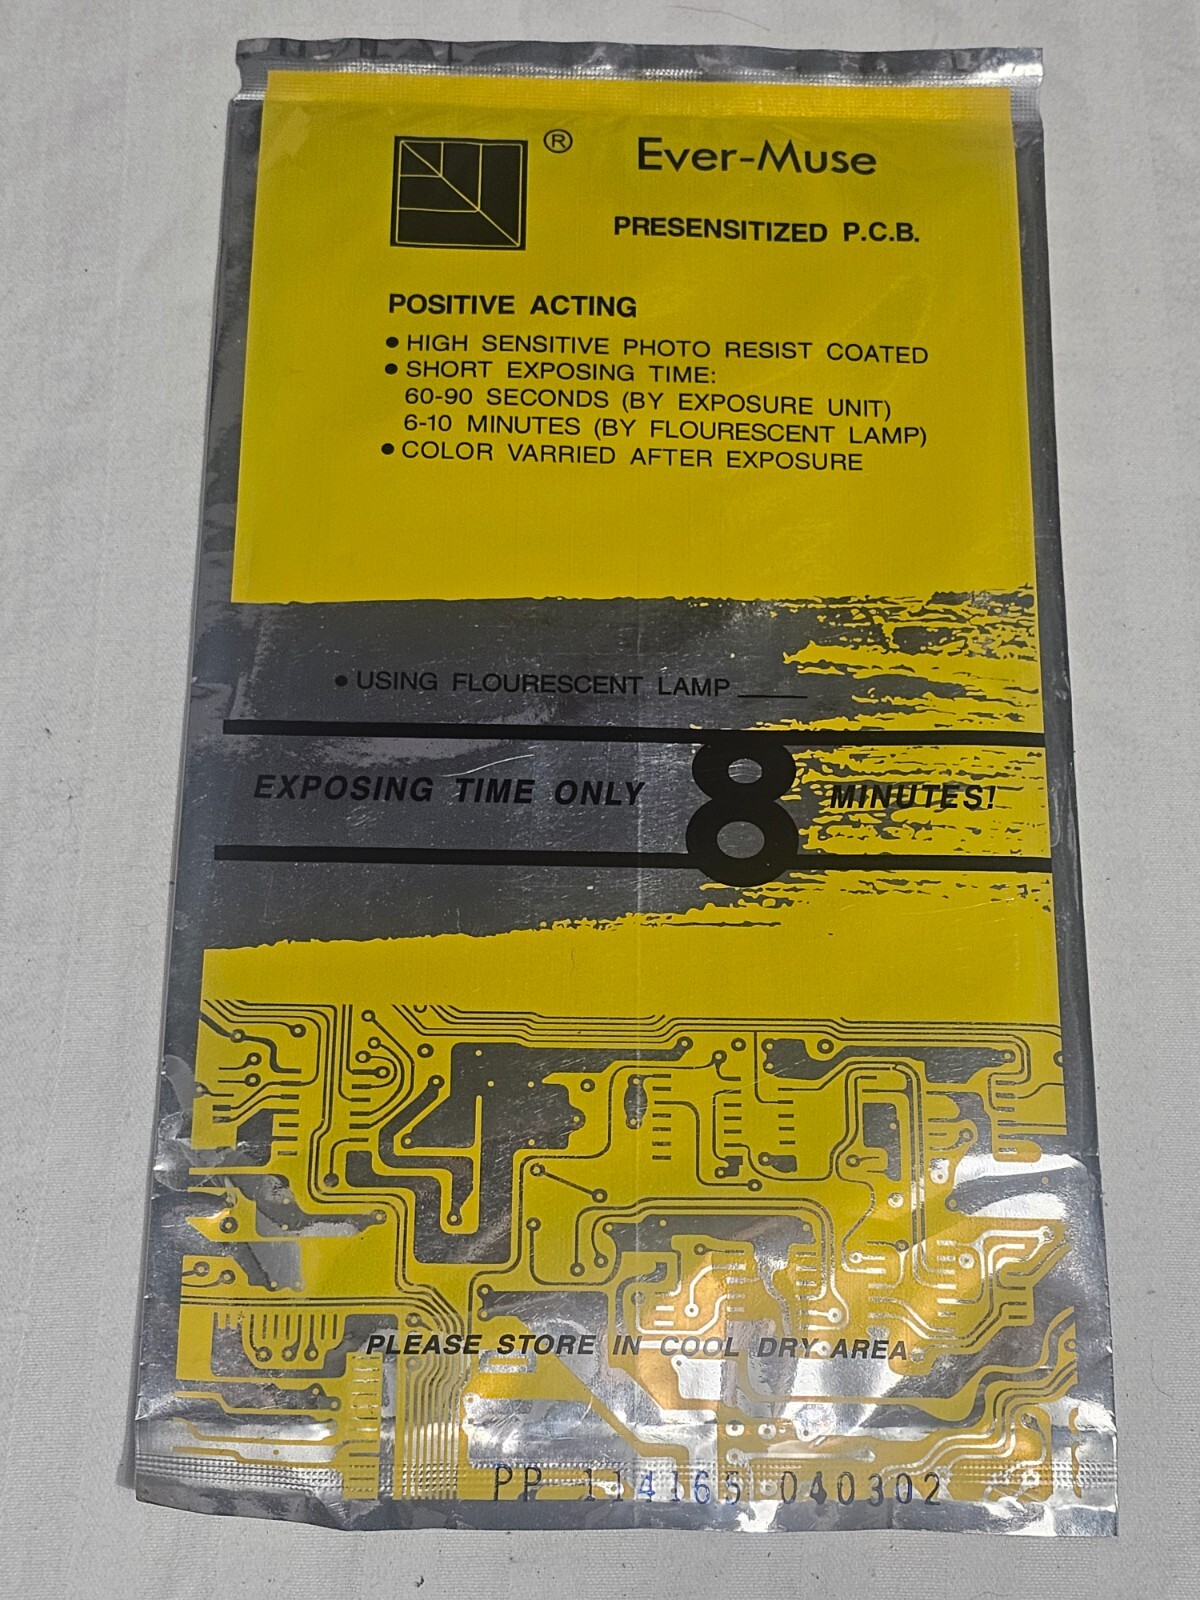 ®
Ever-Muse
PRESENSITIZED P.C.B.
POSITIVE ACTING
● HIGH SENSITIVE PHOTO RESIST COATED
● SHORT EXPOSING TIME:
60-90 SECONDS (BY EXPOSURE UNIT)
6-10 MINUTES (BY FLOURESCENT LAMP)
● COLOR VARRIED AFTER EXPOSURE
● USING FLOURESCENT LAMP ____
EXPOSING TIME ONLY 8 MINUTES!
PLEASE STORE IN COOL DRY AREA.
PP 114165 040302